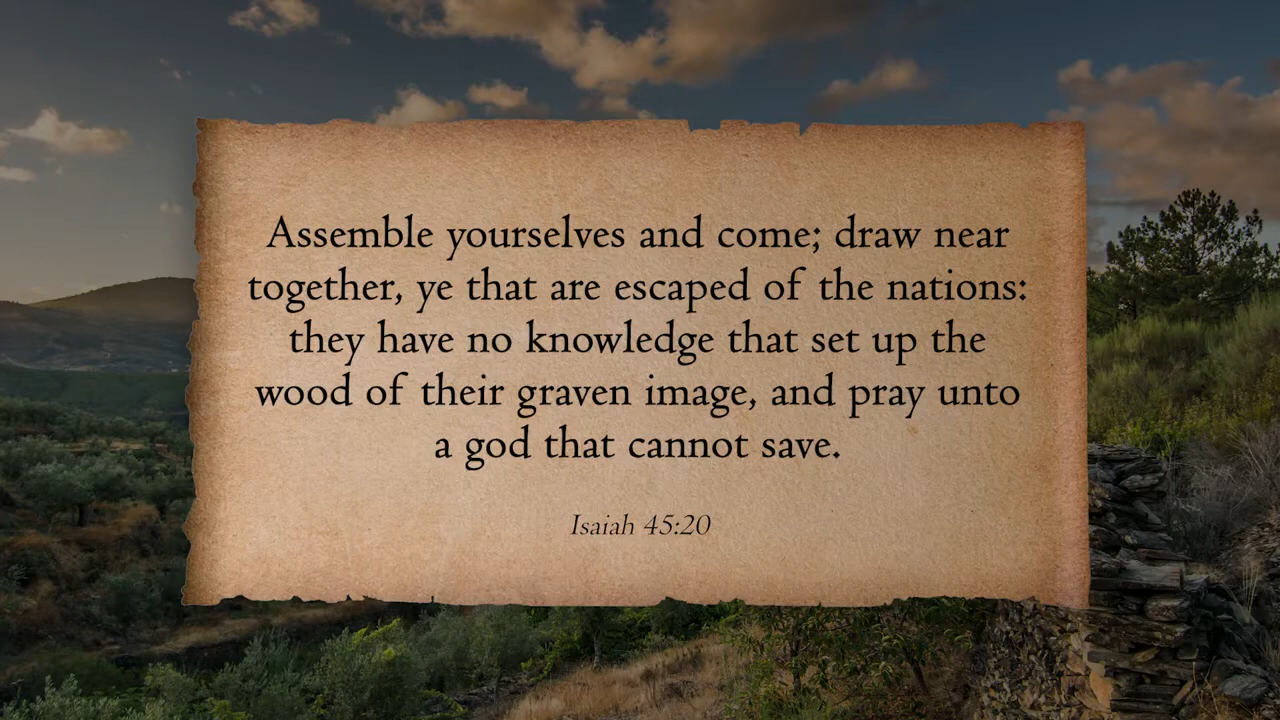 Assemble yourselves and come; draw near
together, ye that are escaped of the nations:
they have no knowledge that set up the
wood of their graven image, and pray unto
a god that cannot save.
Isaiah 45:20